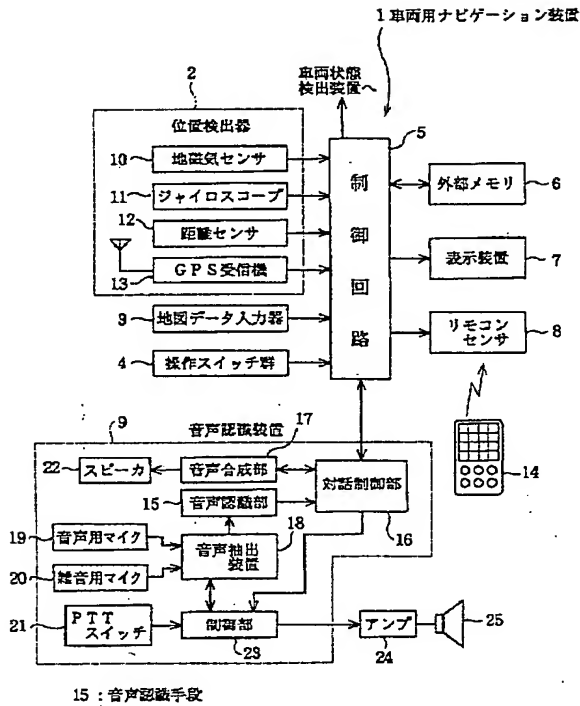 1 車両用ナビゲーション装置
車両状態
検出装置へ
2
位置検出器
10 地磁気センサ
11 ジャイロスコープ
12 距離センサ
13 GPS受信機
3 地図データ入力器
4 操作スイッチ群
5
制御回路
外部メモリ 6
表示装置 7
リモコン
センサ 8
14
9
音声認識装置
17
22 スピーカ
音声合成部
15 音声認識部
対話制御部
16
18
19 音声用マイク
音声抽出
装置
20 雑音用マイク
21 PTT
スイッチ
制御部
23
アンプ
24
25
15 : 音声認識手段